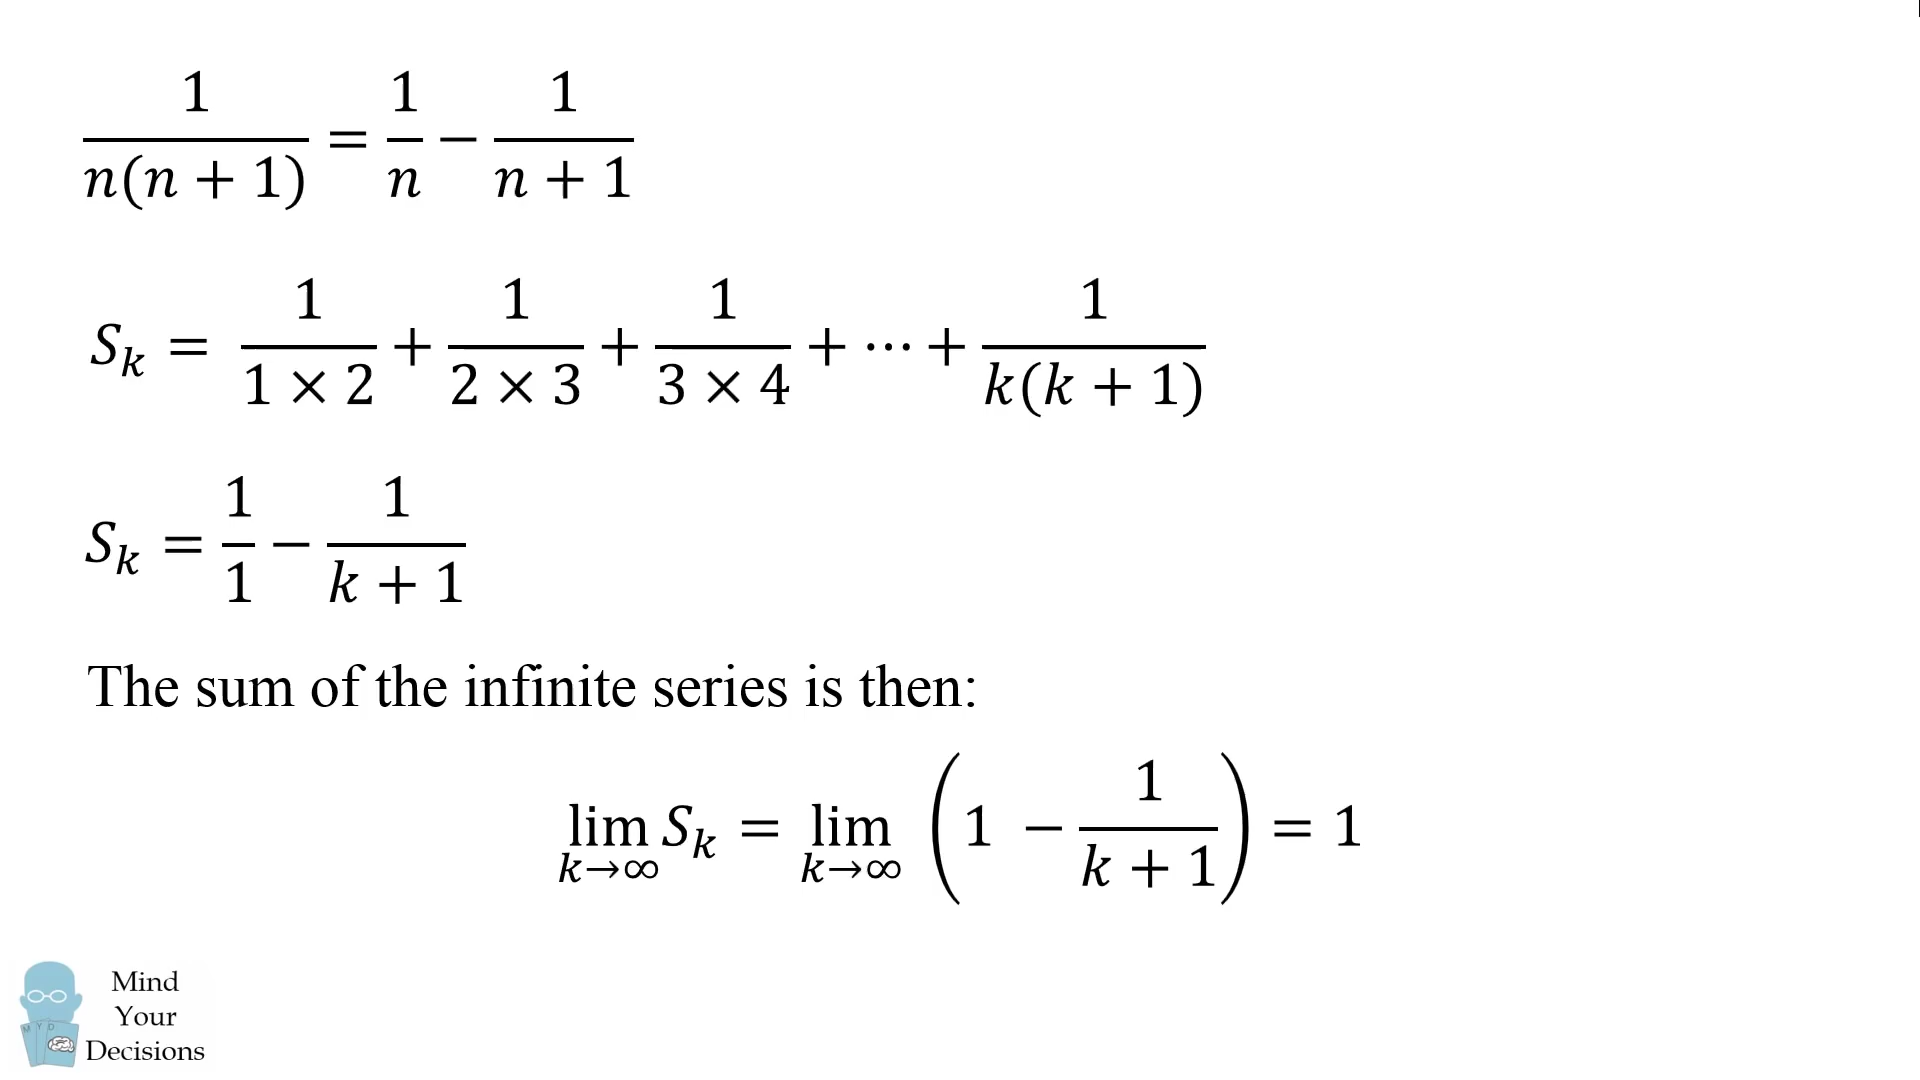 1/(n(n + 1)) = 1/n − 1/(n + 1)
S_k = 1/(1 × 2) + 1/(2 × 3) + 1/(3 × 4) + ⋯ + 1/(k(k + 1))
S_k = 1/1 − 1/(k + 1)
The sum of the infinite series is then:
lim_{k→∞} S_k = lim_{k→∞} (1 − 1/(k + 1)) = 1
M Y D
Mind
Your
Decisions